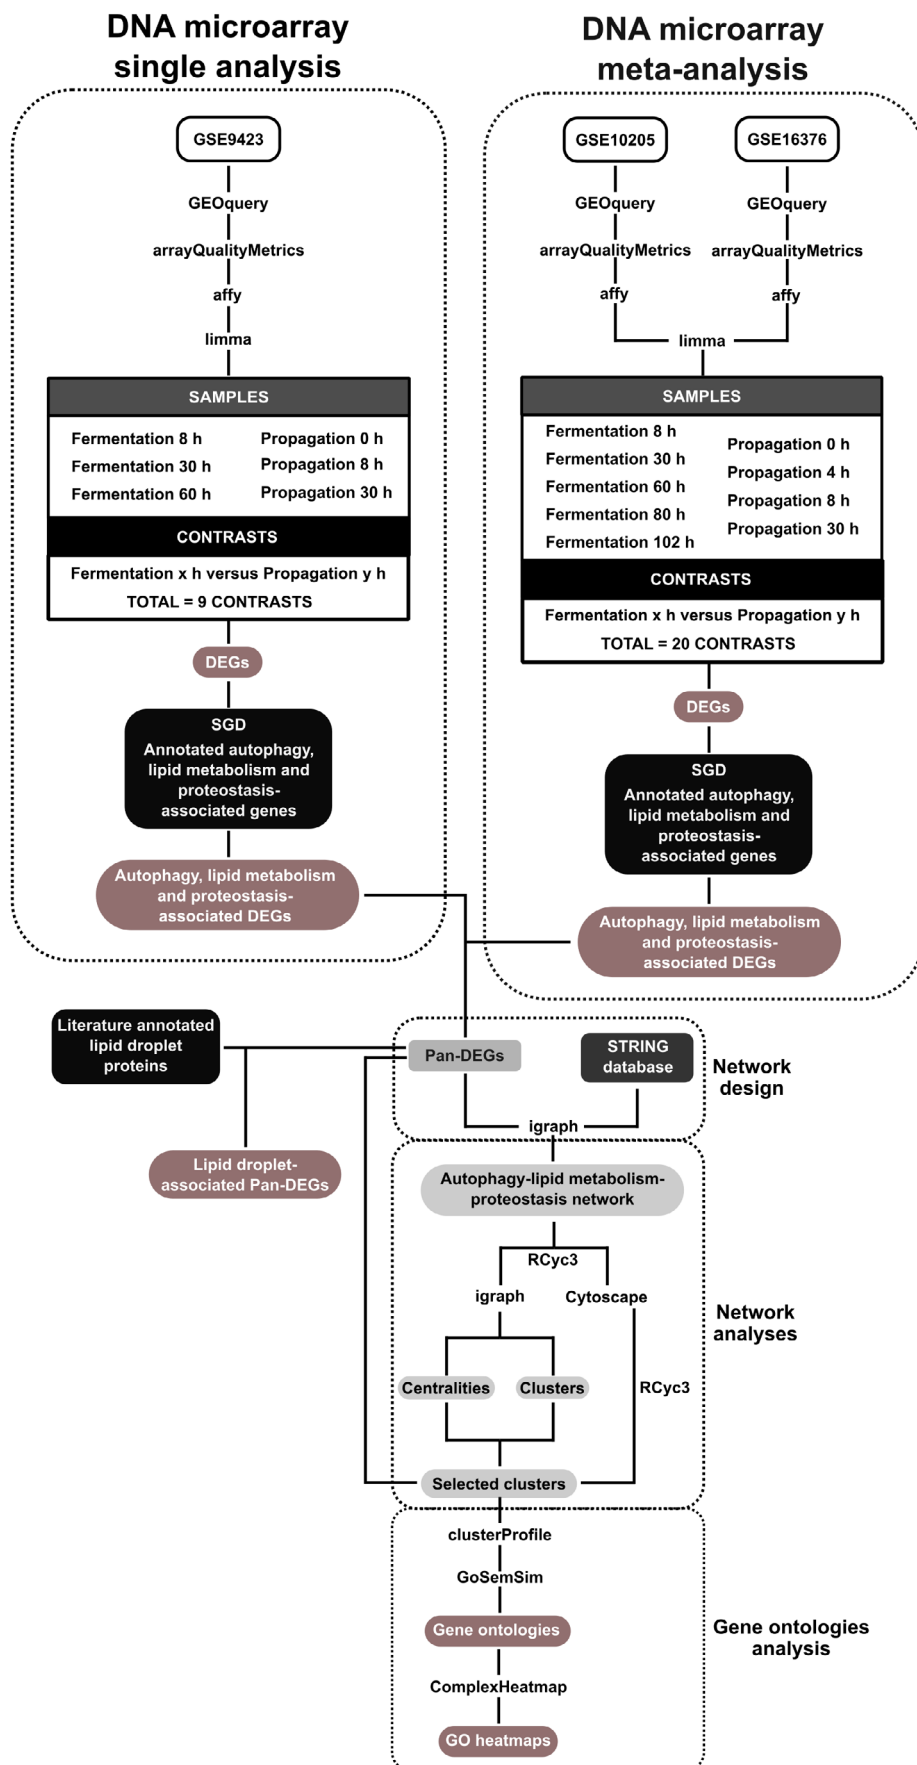 DNA microarray
single analysis
GSE9423
GEOquery
arrayQualityMetrics
affy
limma
SAMPLES
Fermentation 8 h
Fermentation 30 h
Fermentation 60 h
Propagation 0 h
Propagation 8 h
Propagation 30 h
CONTRASTS
Fermentation x h versus Propagation y h
TOTAL = 9 CONTRASTS
DEGs
SGD
Annotated autophagy,
lipid metabolism and
proteostasis-
associated genes
Autophagy, lipid metabolism
and proteostasis-
associated DEGs
DNA microarray
meta-analysis
GSE10205
GSE16376
GEOquery
GEOquery
arrayQualityMetrics
arrayQualityMetrics
affy
affy
limma
SAMPLES
Fermentation 8 h
Fermentation 30 h
Fermentation 60 h
Fermentation 80 h
Fermentation 102 h
Propagation 0 h
Propagation 4 h
Propagation 8 h
Propagation 30 h
CONTRASTS
Fermentation x h versus Propagation y h
TOTAL = 20 CONTRASTS
DEGs
SGD
Annotated autophagy,
lipid metabolism and
proteostasis-
associated genes
Autophagy, lipid metabolism
and proteostasis-
associated DEGs
Literature annotated
lipid droplet
proteins
Lipid droplet-
associated Pan-DEGs
Pan-DEGs
STRING
database
Network
design
igraph
Autophagy-lipid metabolism-
proteostasis network
RCyc3
igraph
Cytoscape
Network
analyses
Centralities
Clusters
RCyc3
Selected clusters
clusterProfile
GoSemSim
Gene ontologies
Gene ontologies
analysis
ComplexHeatmap
GO heatmaps